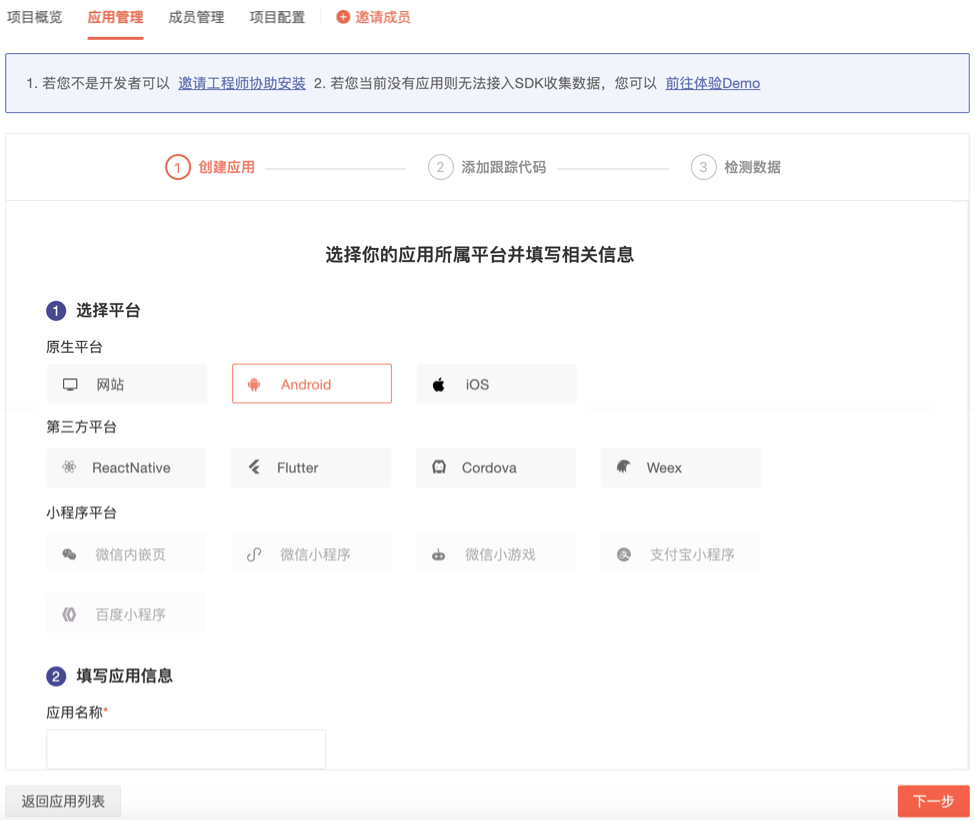 项目概览 应用管理 成员管理 项目配置 邀请成员
1. 若您不是开发者可以 邀请工程师协助安装 2. 若您当前没有应用则无法接入SDK收集数据，您可以 前往体验Demo
1 创建应用 2 添加跟踪代码 3 检测数据
选择你的应用所属平台并填写相关信息
1 选择平台
原生平台
网站 Android iOS
第三方平台
ReactNative Flutter Cordova Weex
小程序平台
微信内嵌页 微信小程序 微信小游戏 支付宝小程序
百度小程序
2 填写应用信息
应用名称*
返回应用列表 下一步